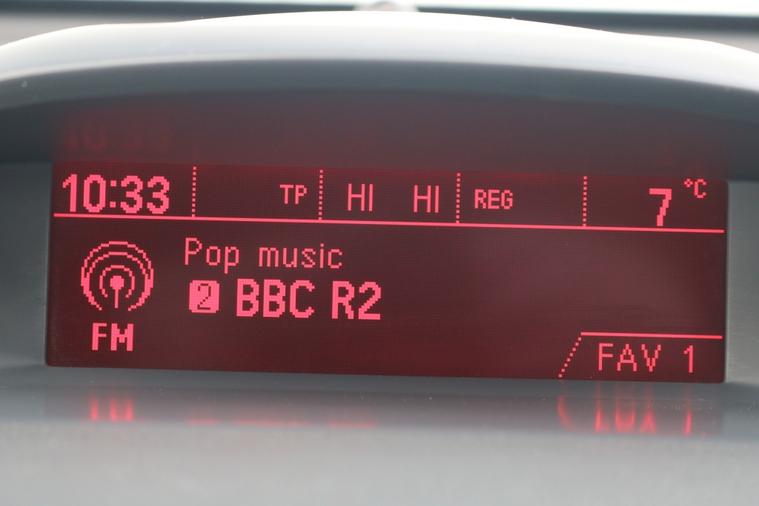 10:33 TP HI HI REG 7 °C
Pop music
2 BBC R2
FM
FAV 1